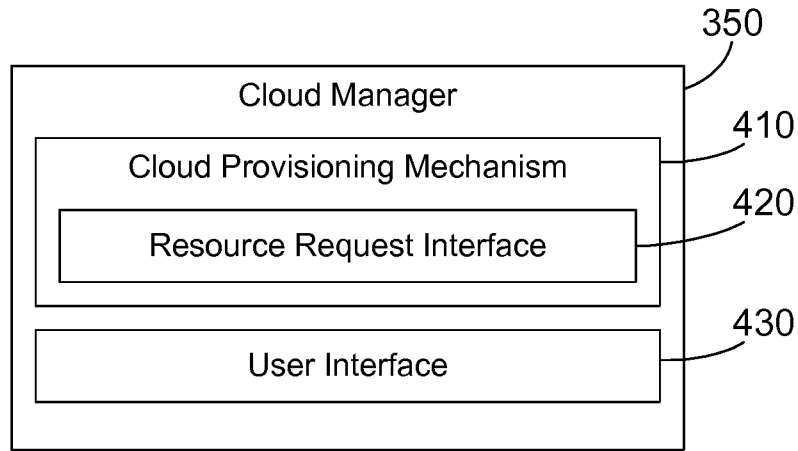 350
Cloud Manager
410
Cloud Provisioning Mechanism
420
Resource Request Interface
430
User Interface